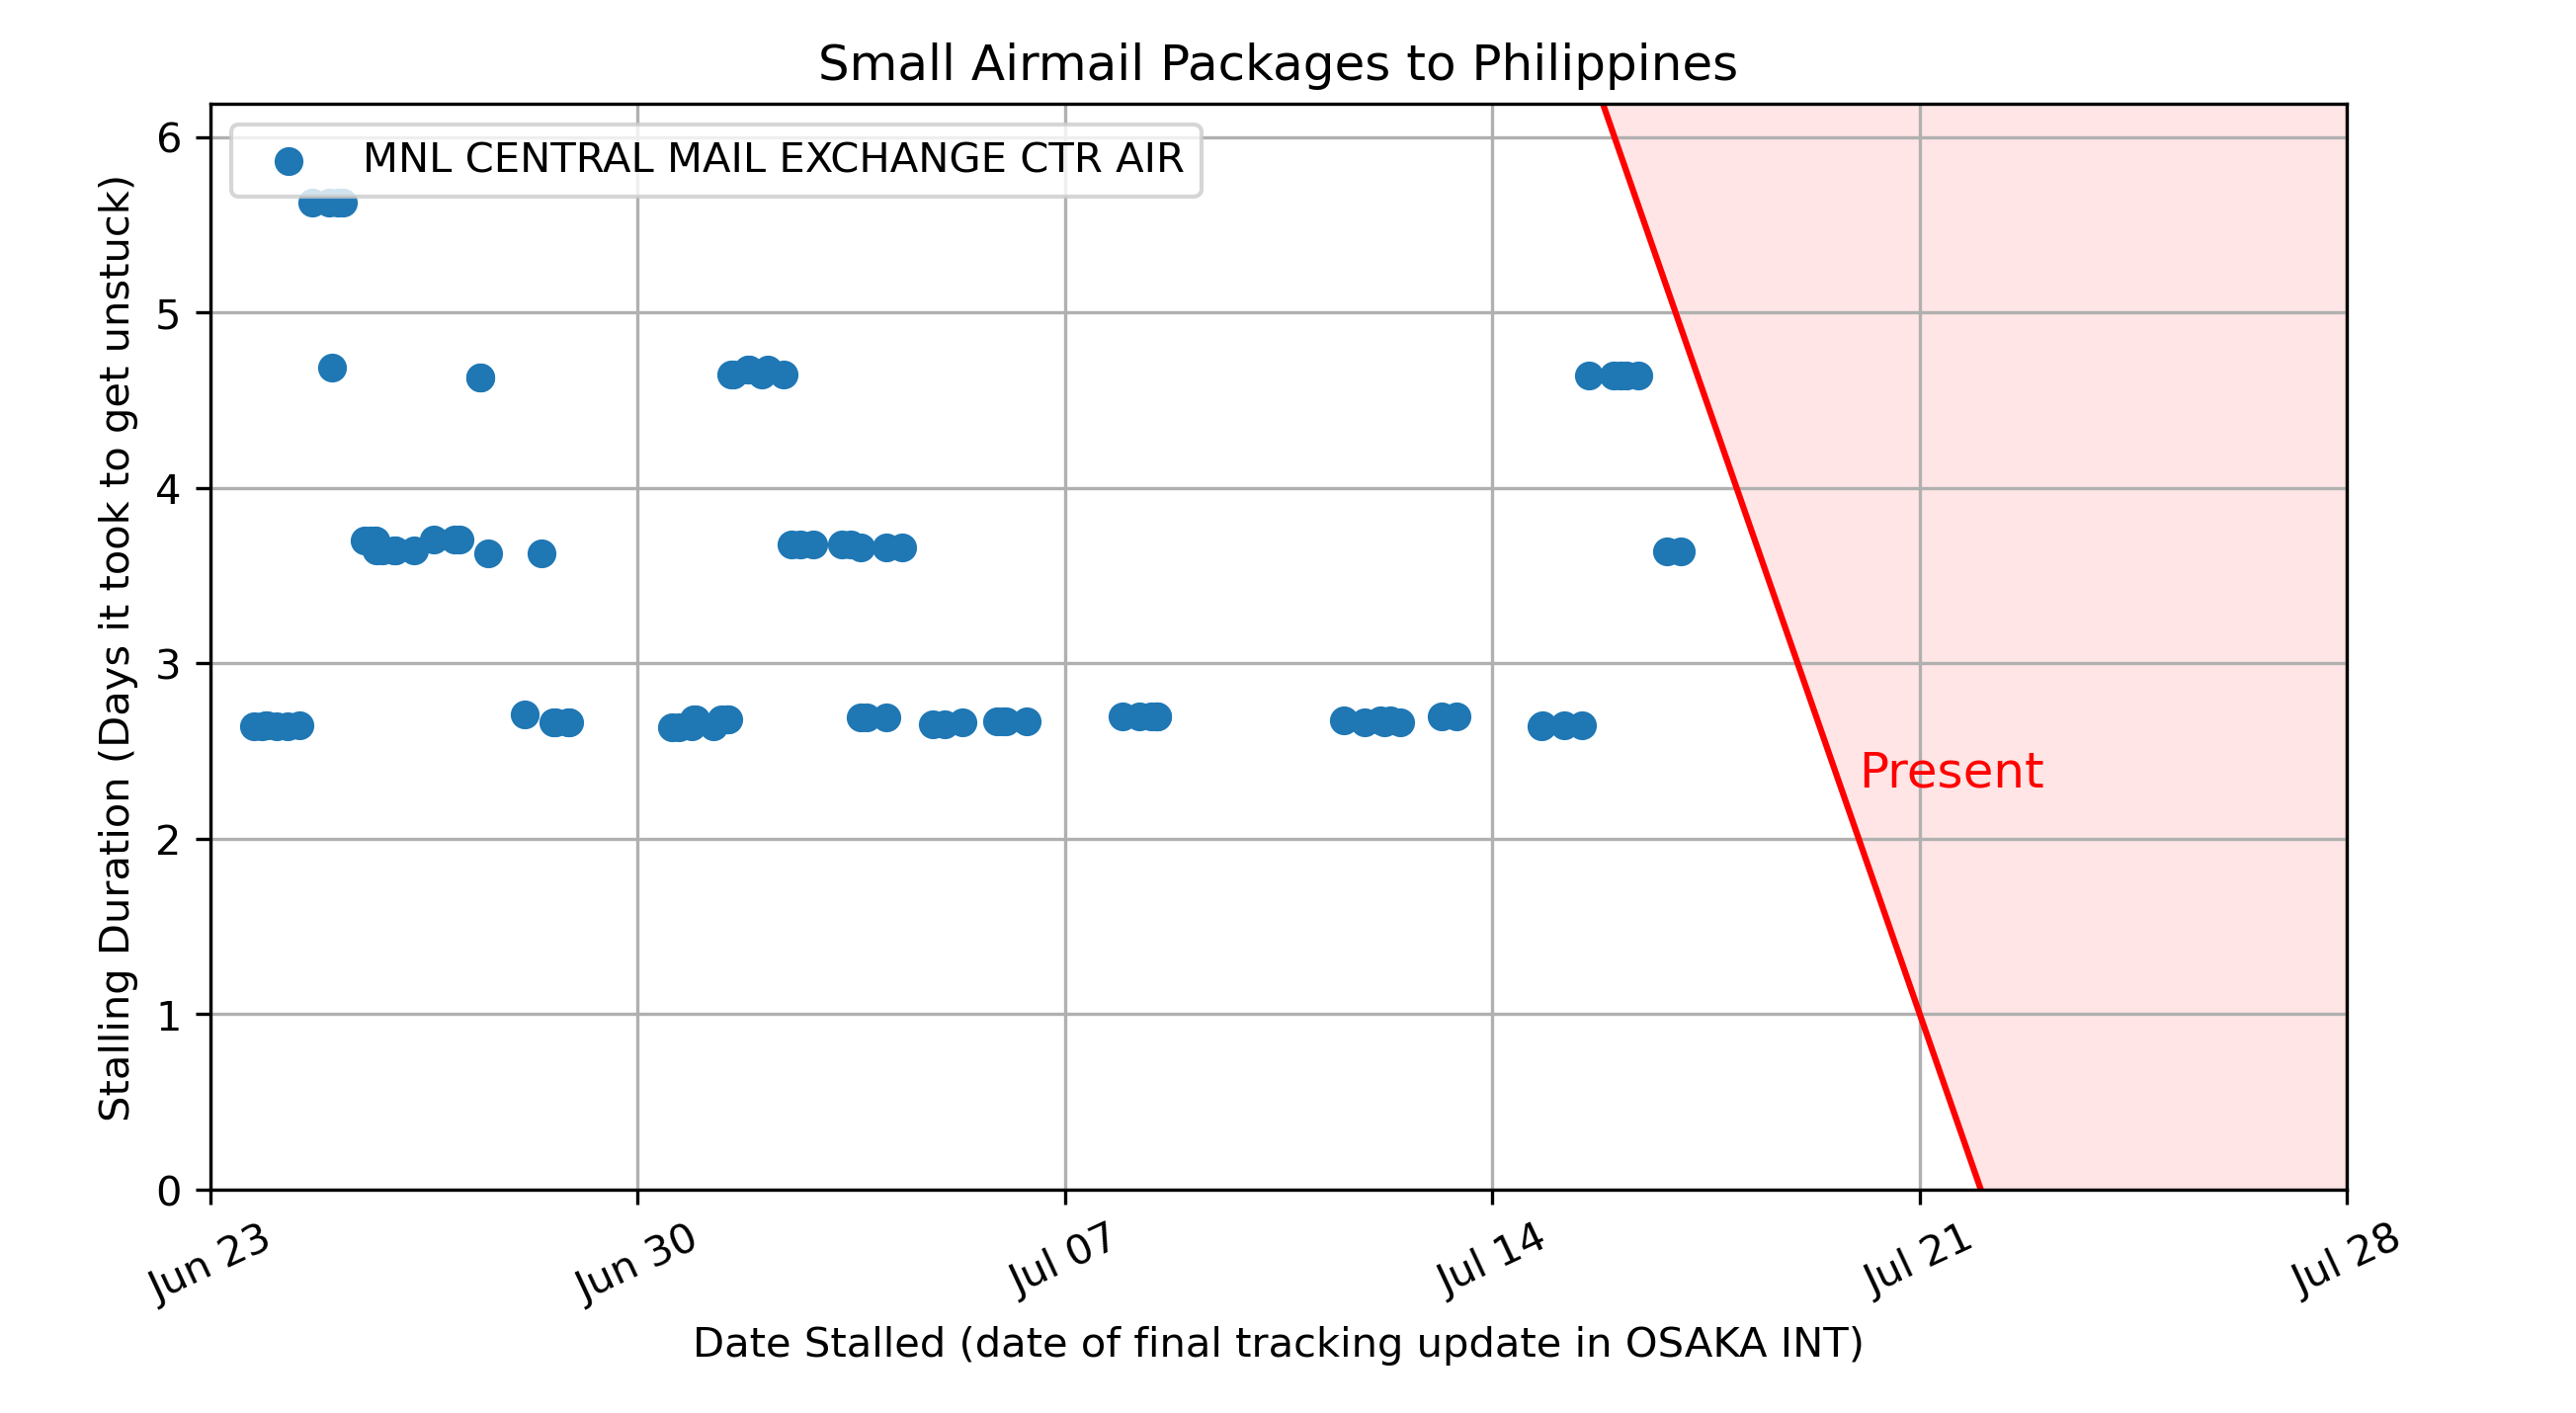 Small Airmail Packages to Philippines
MNL CENTRAL MAIL EXCHANGE CTR AIR
Stalling Duration (Days it took to get unstuck)
6
5
4
3
2
1
0
Present
Jun 23
Jun 30
Jul 07
Jul 14
Jul 21
Jul 28
Date Stalled (date of final tracking update in OSAKA INT)